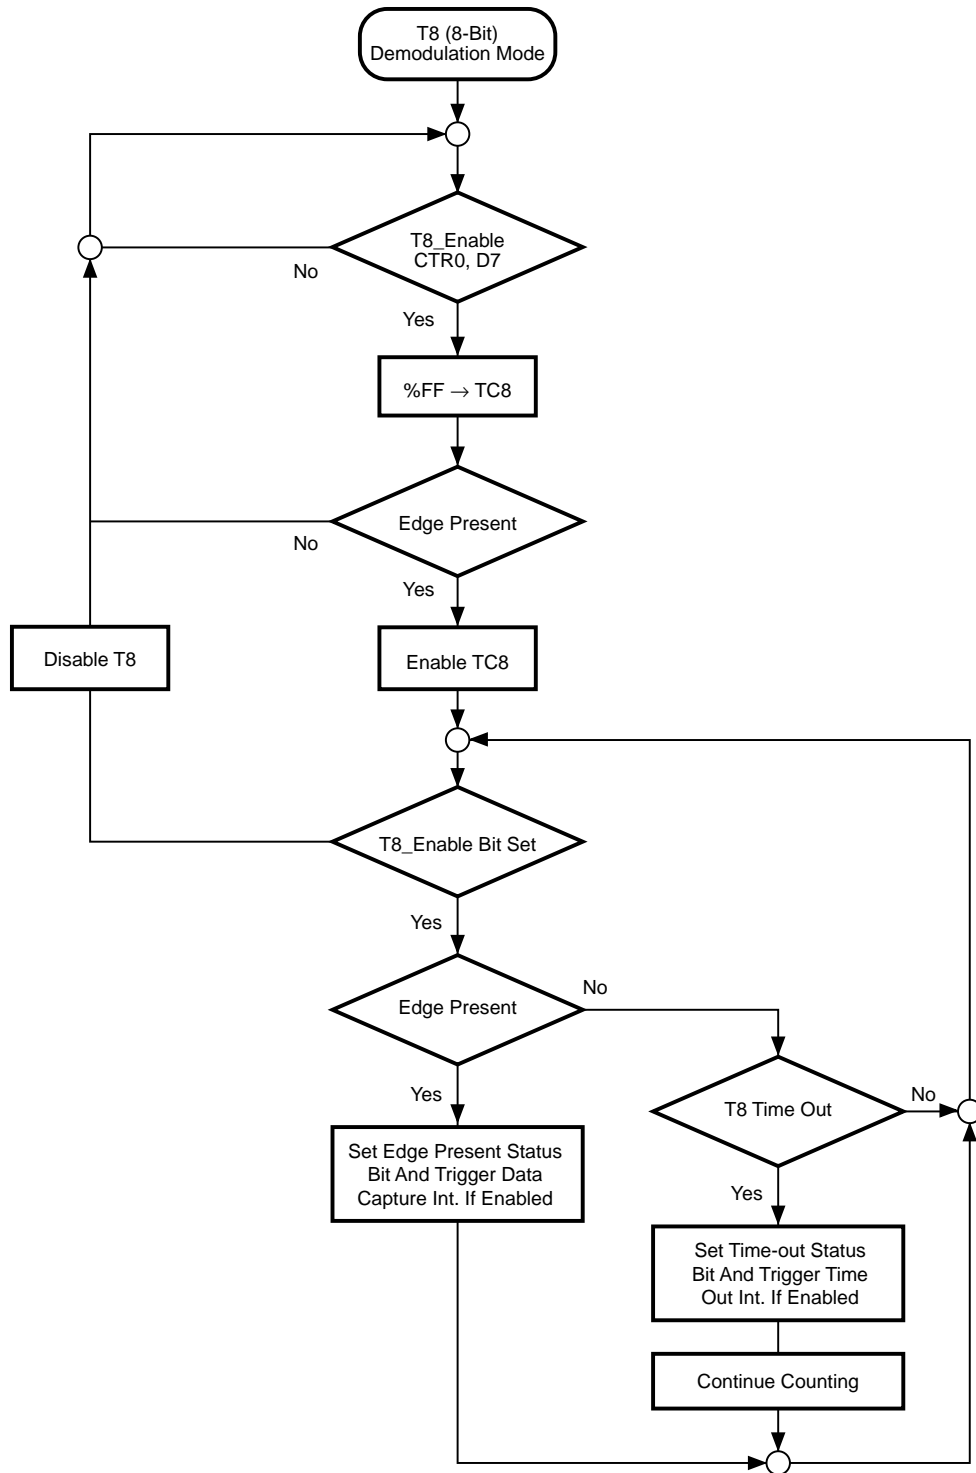 T8 (8-Bit)
Demodulation Mode
T8_Enable
CTR0, D7
No
Yes
%FF → TC8
Edge Present
No
Yes
Disable T8
Enable TC8
T8_Enable Bit Set
Yes
Edge Present
No
Yes
T8 Time Out
No
Set Edge Present Status
Bit And Trigger Data
Capture Int. If Enabled
Yes
Set Time-out Status
Bit And Trigger Time
Out Int. If Enabled
Continue Counting